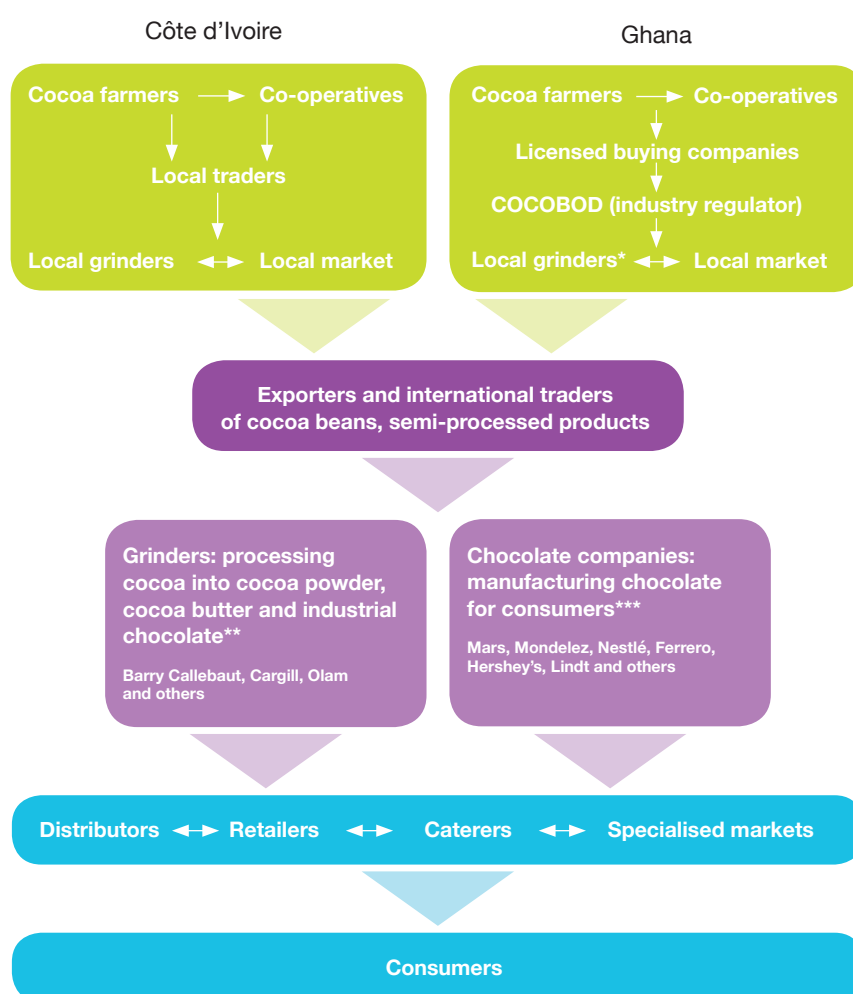 Côte d’Ivoire
Ghana
Cocoa farmers
Co-operatives
Local traders
Local grinders
Local market
Cocoa farmers
Co-operatives
Licensed buying companies
COCOBOD (industry regulator)
Local grinders*
Local market
Exporters and international traders
of cocoa beans, semi-processed products
Grinders: processing
cocoa into cocoa powder,
cocoa butter and industrial
chocolate**
Barry Callebaut, Cargill, Olam
and others
Chocolate companies:
manufacturing chocolate
for consumers***
Mars, Mondelez, Nestlé, Ferrero,
Hershey’s, Lindt and others
Distributors
Retailers
Caterers
Specialised markets
Consumers